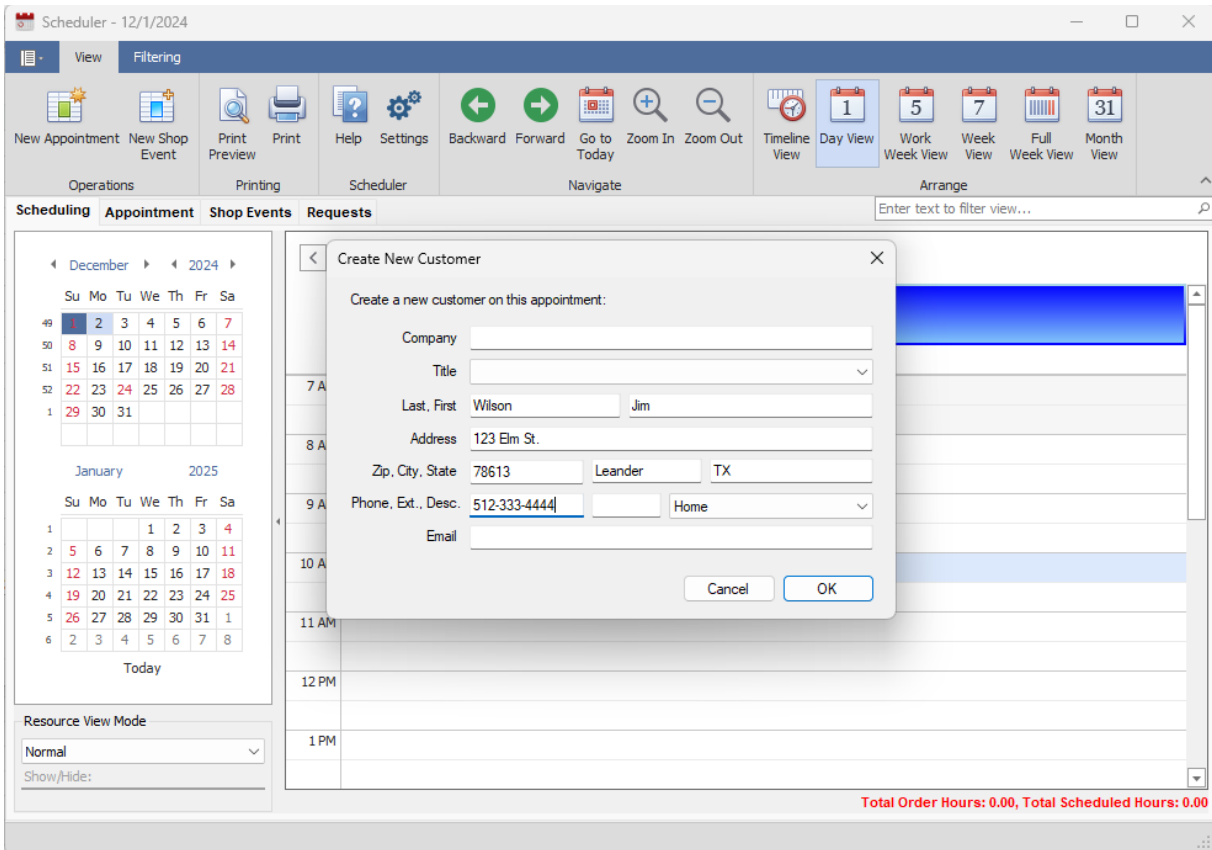 Scheduler - 12/1/2024
View Filtering
New Appointment New Shop Event Print Preview Print Help Settings Backward Forward Go to Today Zoom In Zoom Out Timeline View 1 Day View 5 Work Week View 7 Week View Full Week View 31 Month View
Operations Printing Scheduler Navigate Arrange
Scheduling Appointment Shop Events Requests Enter text to filter view...
December 2024
Su Mo Tu We Th Fr Sa
49 1 2 3 4 5 6 7
50 8 9 10 11 12 13 14
51 15 16 17 18 19 20 21
52 22 23 24 25 26 27 28
1 29 30 31
January 2025
Su Mo Tu We Th Fr Sa
1 1 2 3 4
2 5 6 7 8 9 10 11
3 12 13 14 15 16 17 18
4 19 20 21 22 23 24 25
5 26 27 28 29 30 31 1
6 2 3 4 5 6 7 8
Today
Resource View Mode
Normal
Show/Hide:
Create New Customer
Create a new customer on this appointment:
Company
Title
Last, First Wilson Jim
Address 123 Elm St.
Zip, City, State 78613 Leander TX
Phone, Ext., Desc. 512-333-4444 Home
Email
Cancel OK
7 A
8 A
9 A
10 A
11 AM
12 PM
1 PM
Total Order Hours: 0.00, Total Scheduled Hours: 0.00